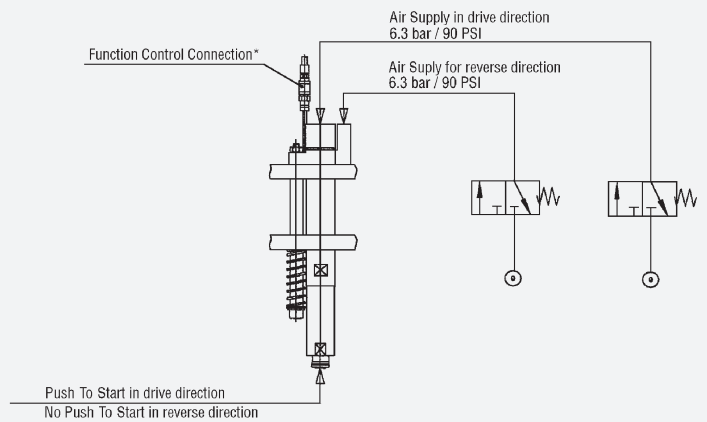 Air Supply in drive direction
6.3 bar / 90 PSI
Function Control Connection*
Air Suply for reverse direction
6.3 bar / 90 PSI
Push To Start in drive direction
No Push To Start in reverse direction